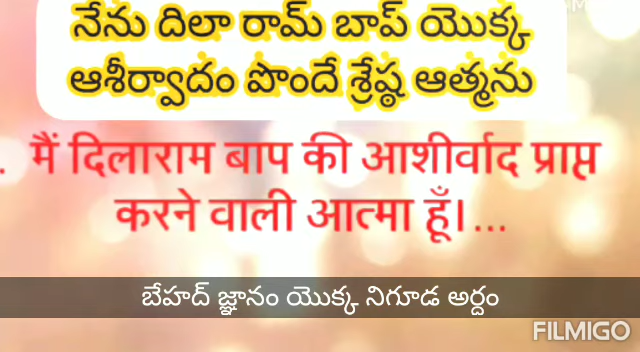 నేను దిలా రామ్ బాప్ యొక్క
ఆశీర్వాదం పొందే శ్రేష్ఠ ఆత్మను
. मैं दिलाराम बाप की आशीर्वाद प्राप्त
करने वाली आत्मा हूँ।...
బేహద్ జ్ఞానం యొక్క నిగూడ అర్దం
FILMIGO